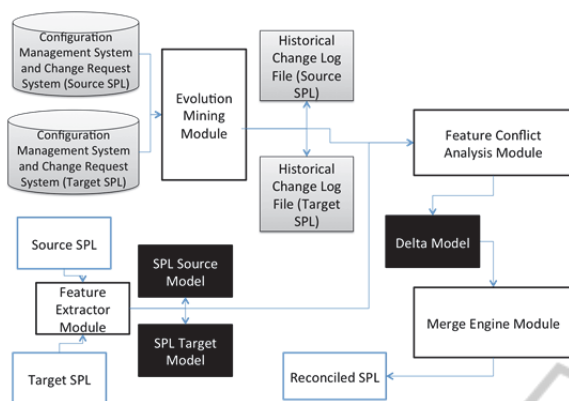 Configuration
Management System
and Change Request
System (Source SPL)
Configuration
Management System
and Change Request
System (Target SPL)
Evolution
Mining Module
Historical
Change Log
File (Source
SPL)
Historical
Change Log
File (Target
SPL)
Feature Conflict
Analysis Module
Delta Model
Merge Engine Module
Reconciled SPL
Source SPL
Feature
Extractor
Module
Target SPL
SPL Source
Model
SPL Target
Model